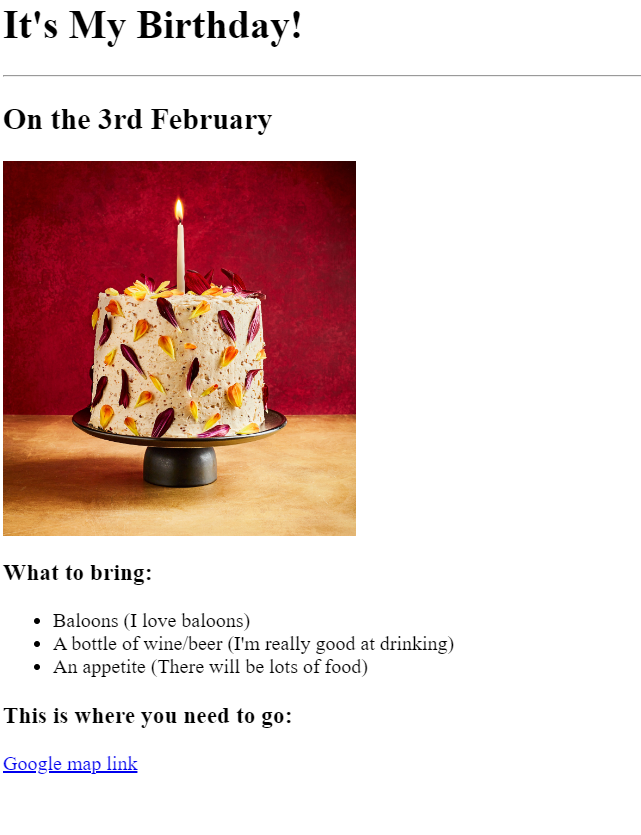 It's My Birthday!
On the 3rd February
What to bring:
Baloons (I love baloons)
A bottle of wine/beer (I'm really good at drinking)
An appetite (There will be lots of food)
This is where you need to go:
Google map link